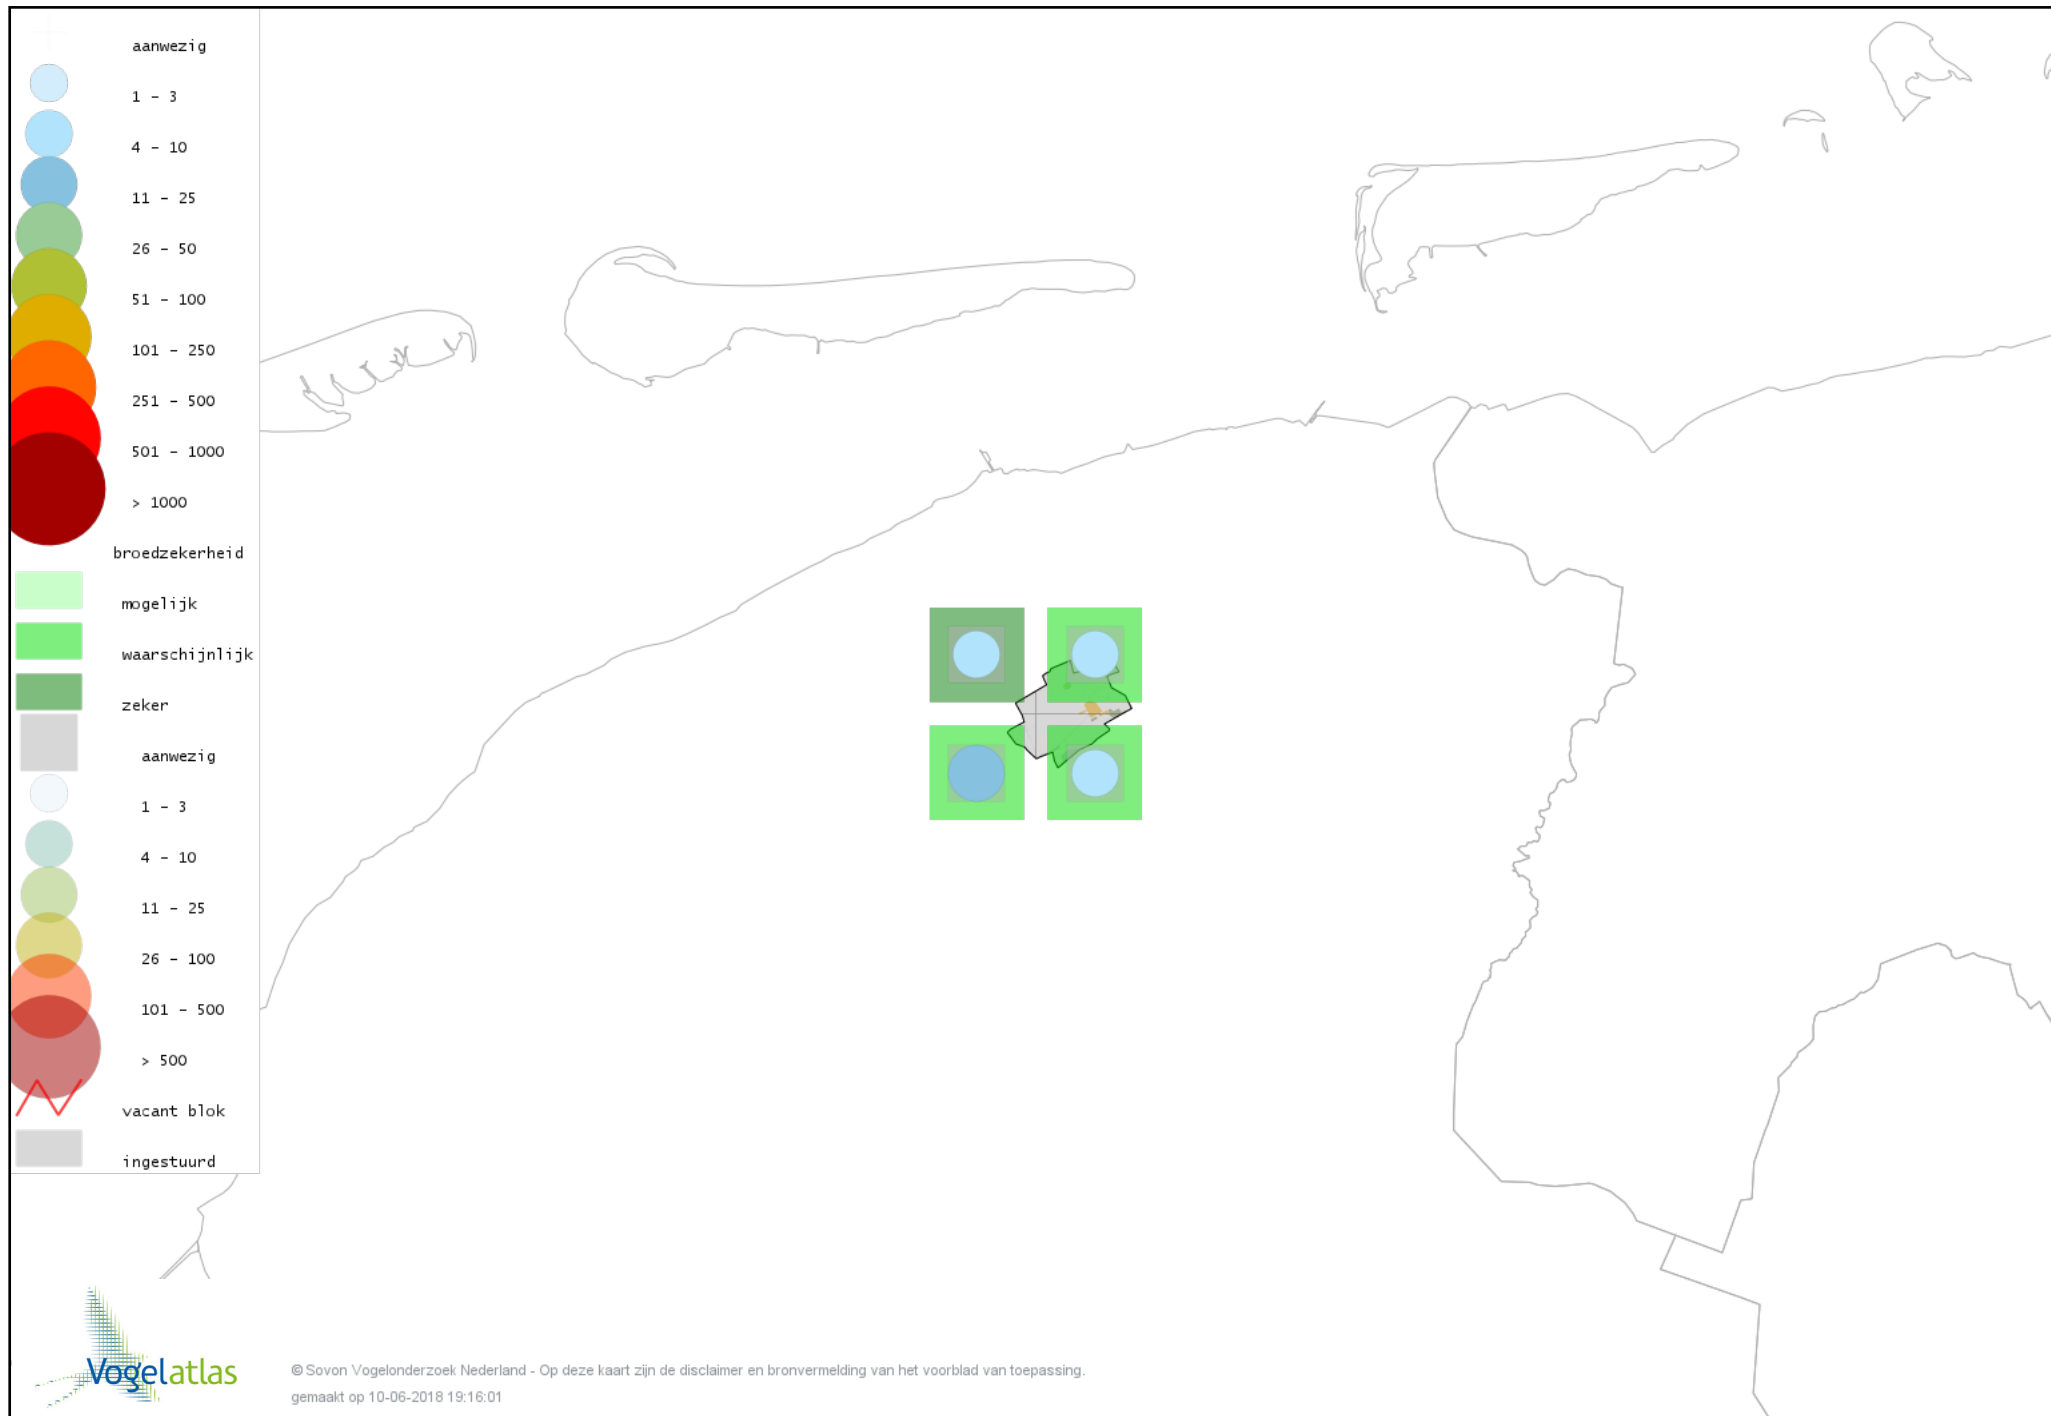 aanwezig
1 - 3
4 - 10
11 - 25
26 - 50
51 - 100
101 - 250
251 - 500
501 - 1000
> 1000
broedzekerheid
mogelijk
waarschijnlijk
zeker
aanwezig
1 - 3
4 - 10
11 - 25
26 - 100
101 - 500
> 500
vacant blok
ingestuurd
Vogelatlas
© Sovon Vogelonderzoek Nederland - Op deze kaart zijn de disclaimer en bronvermelding van het voorblad van toepassing.
gemaakt op 10-06-2018 19:16:01